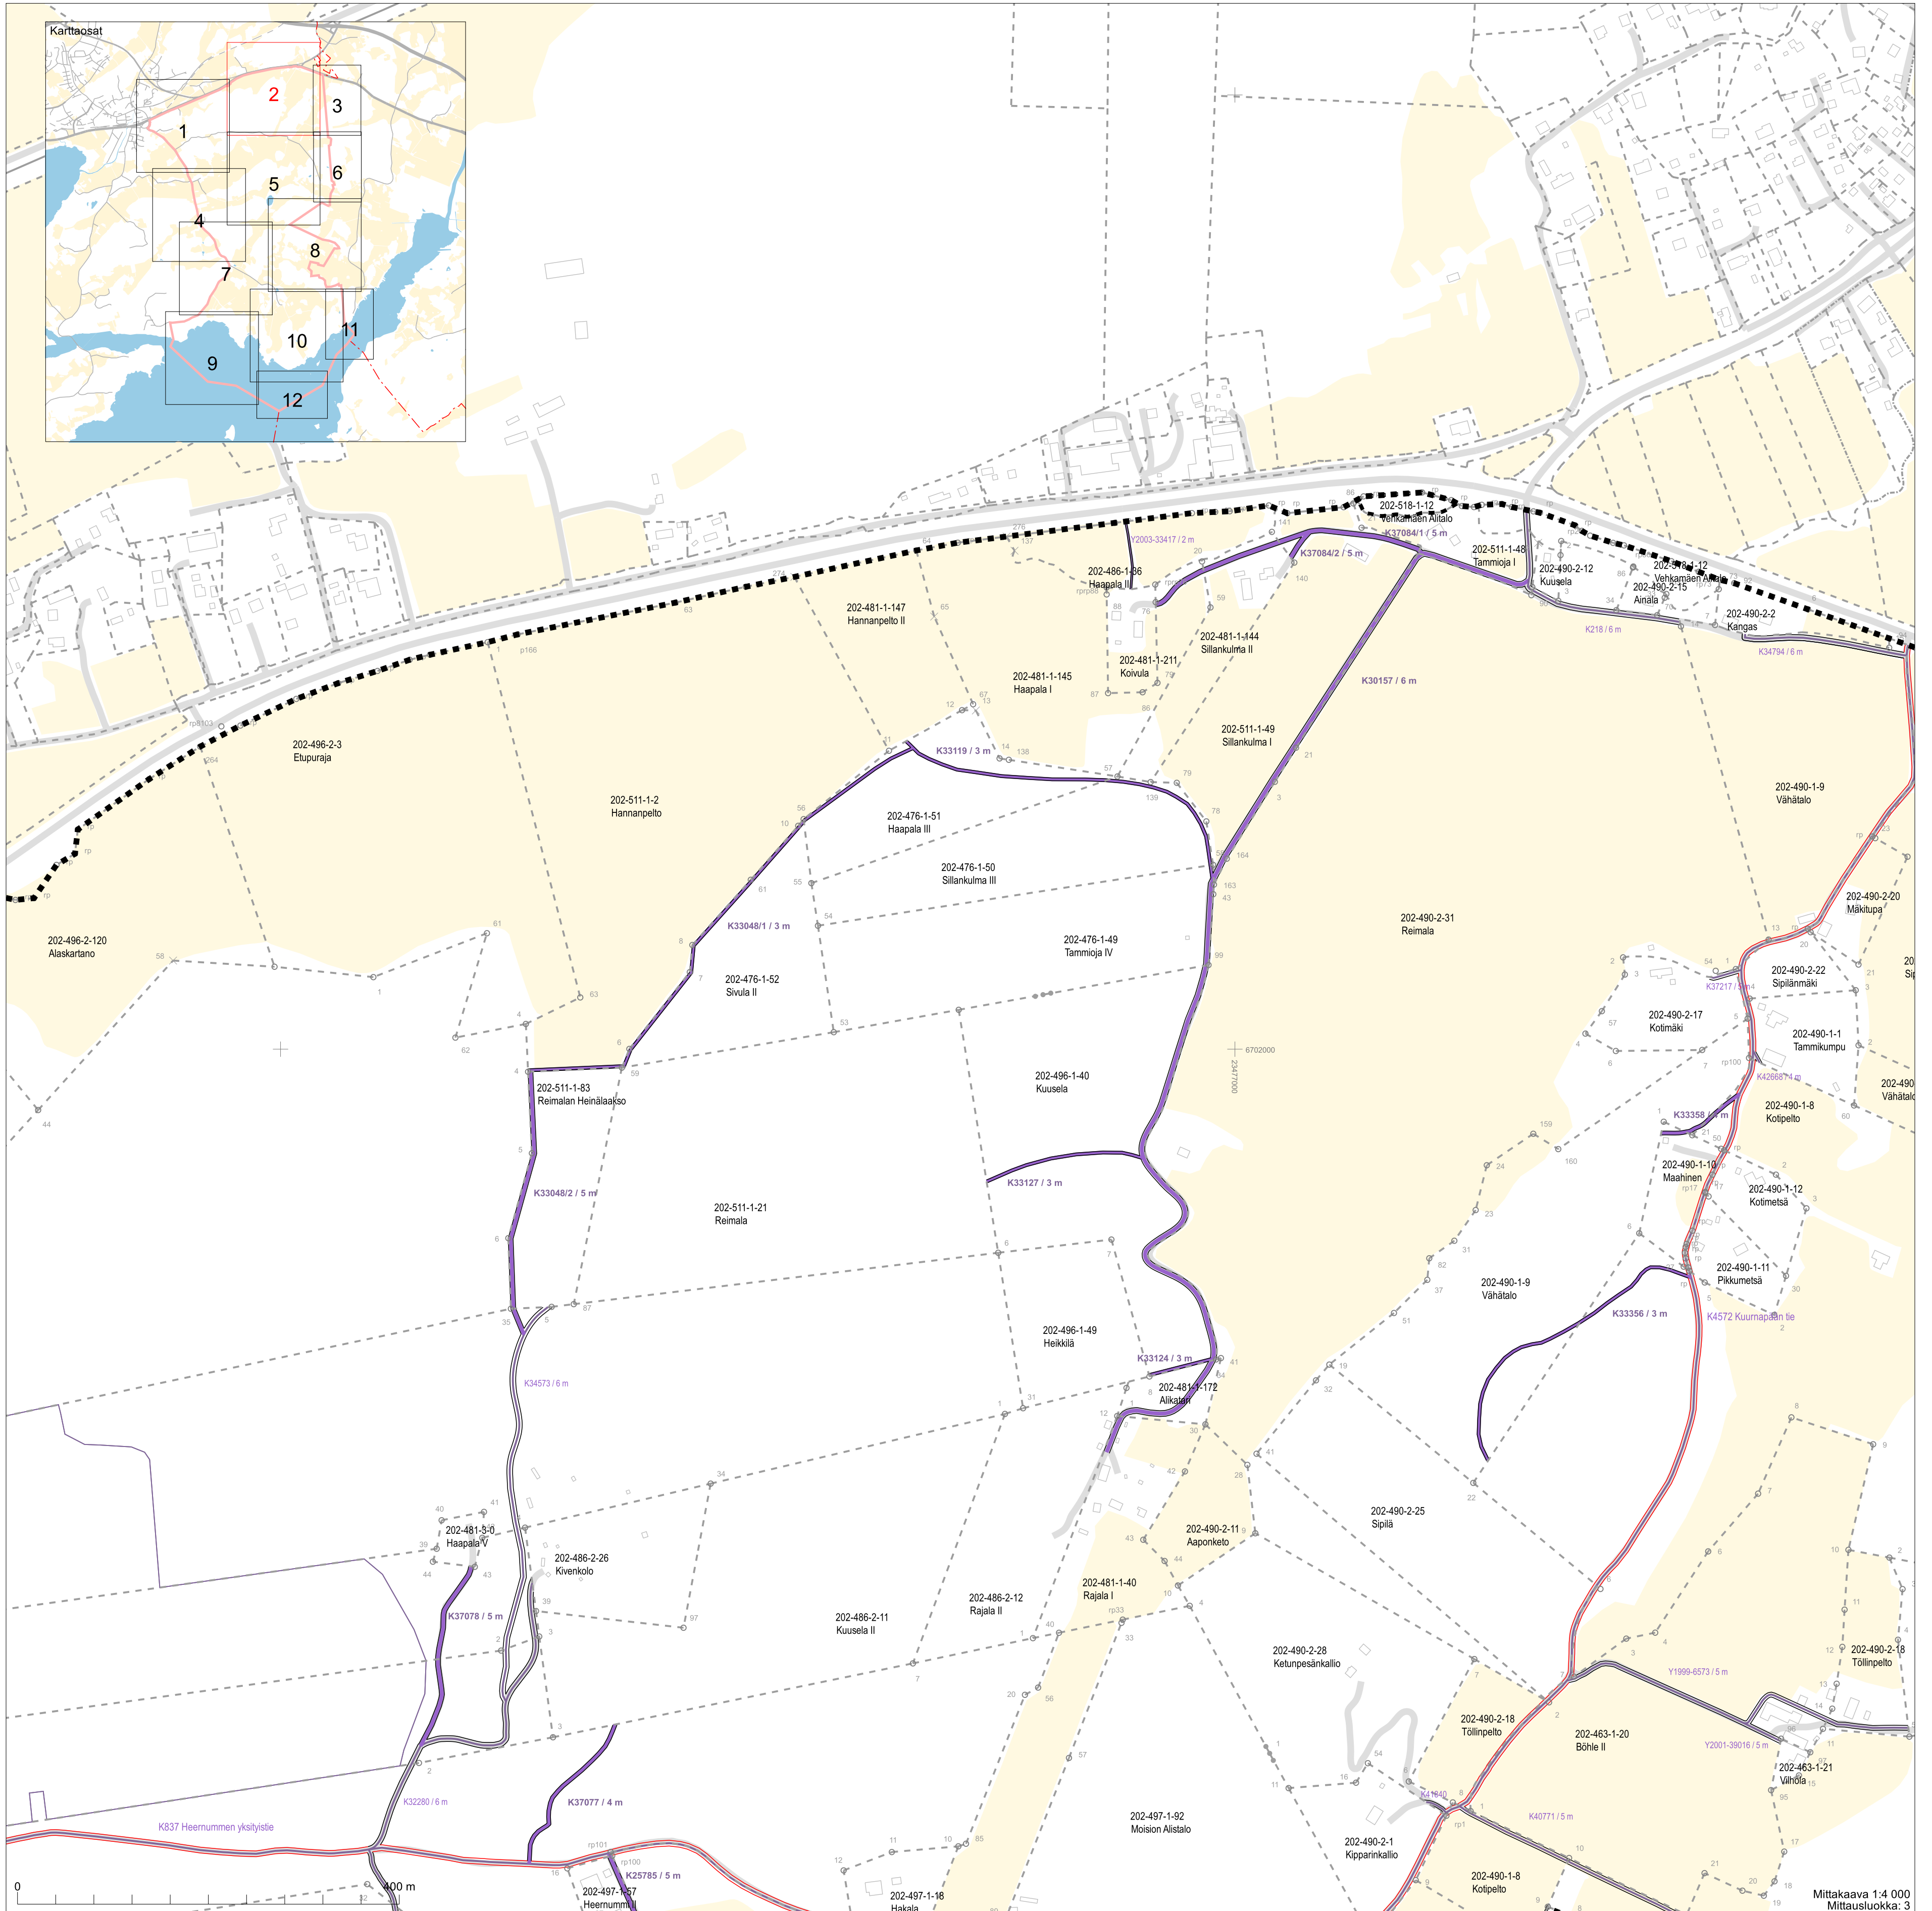 Karttaosat
1
2
3
4
5
6
7
8
9
10
11
12
202-518-1-12
Vehkamäen Alitalo
K37084/1 / 5 m
K37084/2 / 5 m
Y2003-33417 / 2 m
202-511-1-48
Tammioja I
202-490-2-12
Kuusela
202-518-1-12
Vehkamäen Alitalo
202-490-2-15
Ainala
202-490-2-2
Kangas
K218 / 6 m
K34794 / 6 m
202-486-1-36
Haapala II
202-481-1-147
Hannanpelto II
202-481-1-144
Sillankulma II
202-481-1-211
Koivula
202-481-1-145
Haapala I
K30157 / 6 m
202-511-1-49
Sillankulma I
202-496-2-3
Etupuraja
K33119 / 3 m
202-511-1-2
Hannanpelto
202-490-1-9
Vähätalo
202-476-1-51
Haapala III
202-476-1-50
Sillankulma III
202-490-2-20
Mäkitupa
202-490-2-31
Reimala
K33048/1 / 3 m
202-496-2-120
Alaskartano
202-476-1-49
Tammioja IV
202-476-1-52
Sivula II
202-490-2-22
Sipilänmäki
K37217 / 5 m
202-490-2-17
Kotimäki
202-490-1-1
Tammikumpu
6702000
23477000
202-496-1-40
Kuusela
K42668 / 4 m
202-511-1-83
Reimalan Heinälaakso
202-490
Vähätalo
202-490-1-8
Kotipelto
K33358 / 4 m
202-490-1-10
Maahinen
202-490-1-12
Kotimetsä
K33127 / 3 m
K33048/2 / 5 m
202-511-1-21
Reimala
202-490-1-11
Pikkumetsä
202-490-1-9
Vähätalo
K33356 / 3 m
K4572 Kuurnapään tie
202-496-1-49
Heikkilä
K33124 / 3 m
202-481-1-172
Alikatari
K34573 / 6 m
202-490-2-25
Sipilä
202-490-2-11
Aaponketo
202-481-3-0
Haapala V
202-486-2-26
Kivenkolo
202-481-1-40
Rajala I
202-486-2-12
Rajala II
202-486-2-11
Kuusela II
K37078 / 5 m
202-490-2-28
Ketunpesänkallio
202-490-2-18
Töllinpelto
Y1999-6573 / 5 m
202-490-2-18
Töllinpelto
202-463-1-20
Böhle II
Y2001-39016 / 5 m
202-463-1-21
Vilhola
K32280 / 6 m
K37077 / 4 m
K41840
K40771 / 5 m
K837 Heernummen yksityistie
202-497-1-92
Moision Alistalo
202-490-2-1
Kipparinkallio
K25785 / 5 m
202-497-1-57
Heernummi II
202-497-1-18
Hakala
202-490-1-8
Kotipelto
0
400 m
Mittakaava 1:4 000
Mittausluokka: 3